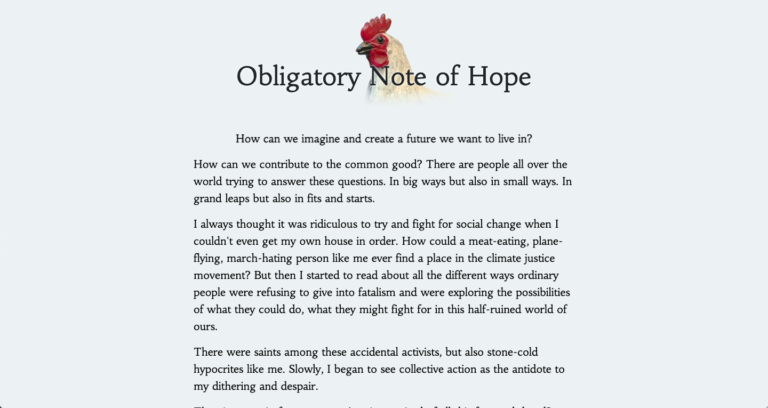 Obligatory Note of Hope
How can we imagine and create a future we want to live in?
How can we contribute to the common good? There are people all over the
world trying to answer these questions. In big ways but also in small ways. In
grand leaps but also in fits and starts.
I always thought it was ridiculous to try and fight for social change when I
couldn't even get my own house in order. How could a meat-eating, plane-
flying, march-hating person like me ever find a place in the climate justice
movement? But then I started to read about all the different ways ordinary
people were refusing to give into fatalism and were exploring the possibilities
of what they could do, what they might fight for in this half-ruined world of
ours.
There were saints among these accidental activists, but also stone-cold
hypocrites like me. Slowly, I began to see collective action as the antidote to
my dithering and despair.